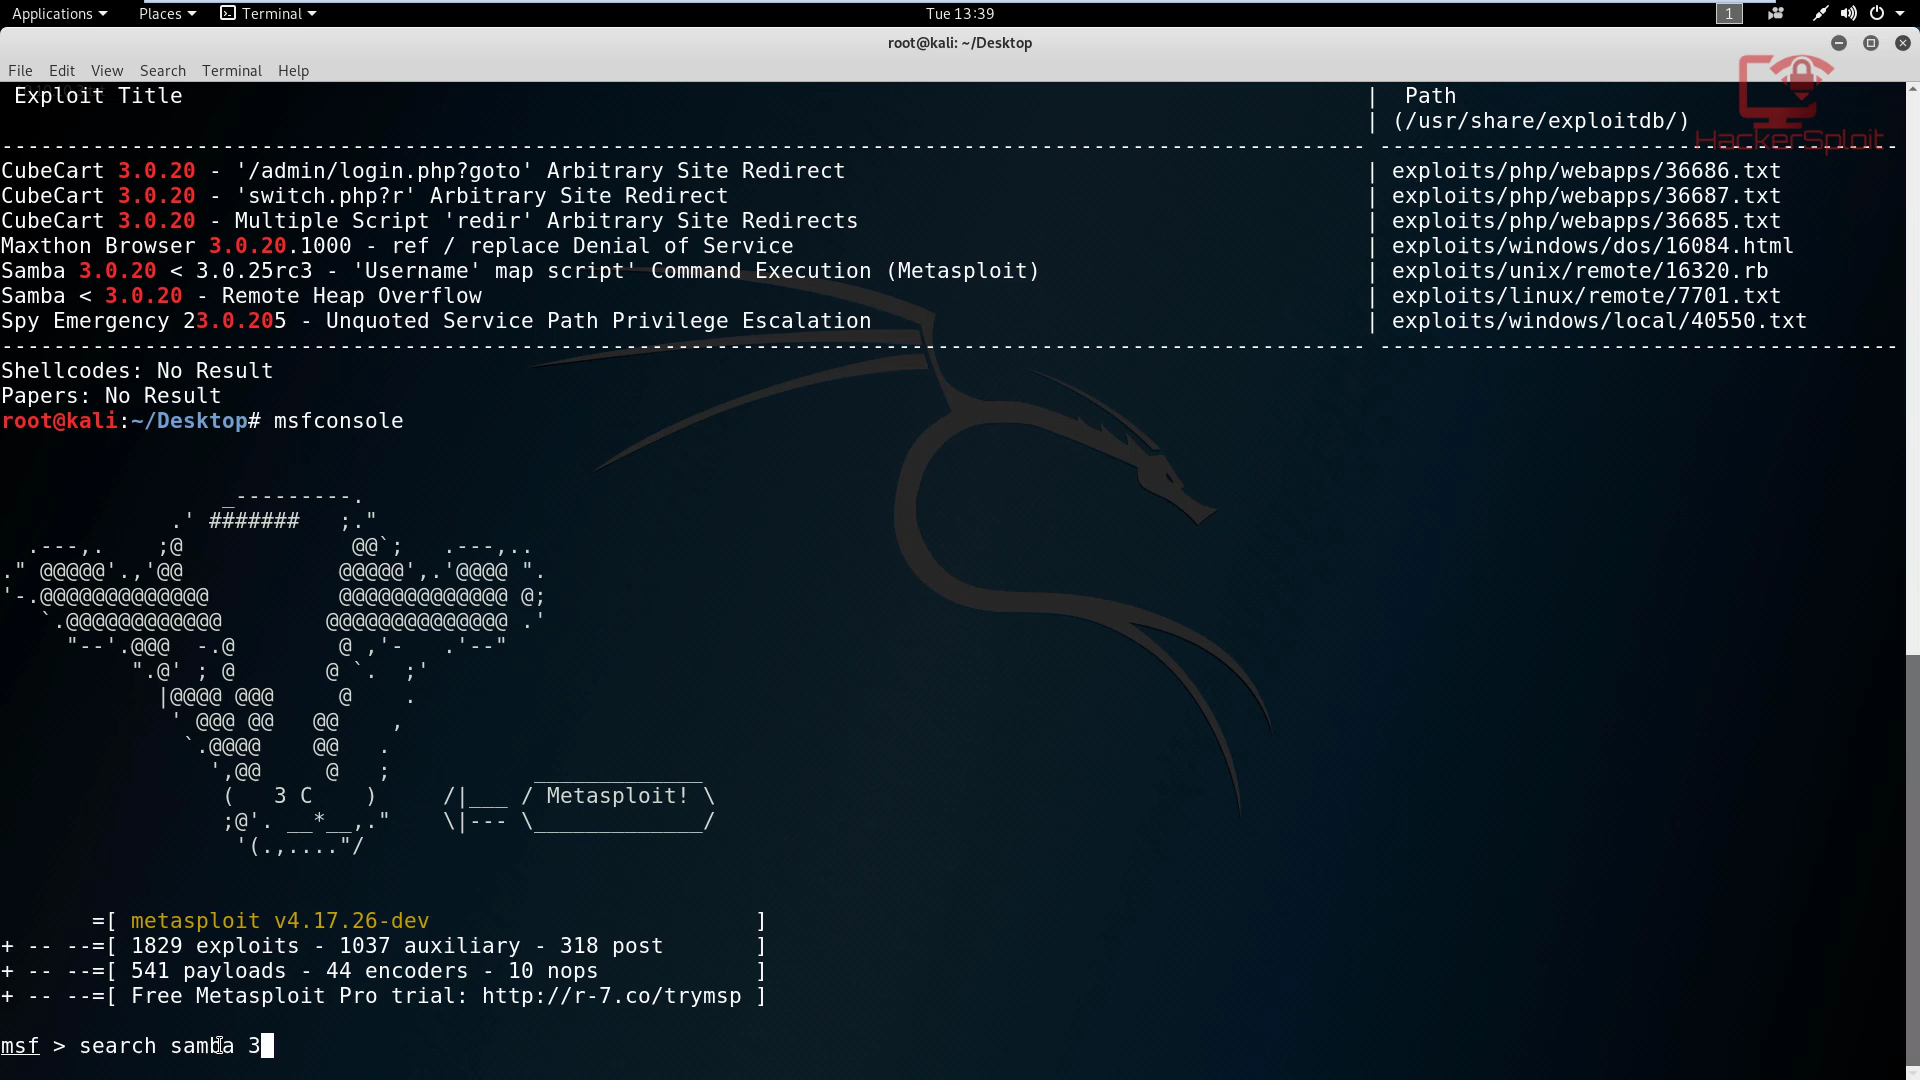 Applications Places Terminal Tue 13:39 1
root@kali: ~/Desktop
File Edit View Search Terminal Help
HackerSploit
Exploit Title | Path
| (/usr/share/exploitdb/)
CubeCart 3.0.20 - '/admin/login.php?goto' Arbitrary Site Redirect | exploits/php/webapps/36686.txt
CubeCart 3.0.20 - 'switch.php?r' Arbitrary Site Redirect | exploits/php/webapps/36687.txt
CubeCart 3.0.20 - Multiple Script 'redir' Arbitrary Site Redirects | exploits/php/webapps/36685.txt
Maxthon Browser 3.0.20.1000 - ref / replace Denial of Service | exploits/windows/dos/16084.html
Samba 3.0.20 < 3.0.25rc3 - 'Username' map script' Command Execution (Metasploit) | exploits/unix/remote/16320.rb
Samba < 3.0.20 - Remote Heap Overflow | exploits/linux/remote/7701.txt
Spy Emergency 23.0.205 - Unquoted Service Path Privilege Escalation | exploits/windows/local/40550.txt
Shellcodes: No Result
Papers: No Result
root@kali:~/Desktop# msfconsole
( 3 C ) /|___ / Metasploit! \
=[ metasploit v4.17.26-dev ]
+ -- --=[ 1829 exploits - 1037 auxiliary - 318 post ]
+ -- --=[ 541 payloads - 44 encoders - 10 nops ]
+ -- --=[ Free Metasploit Pro trial: http://r-7.co/trymsp ]
msf > search samba 3